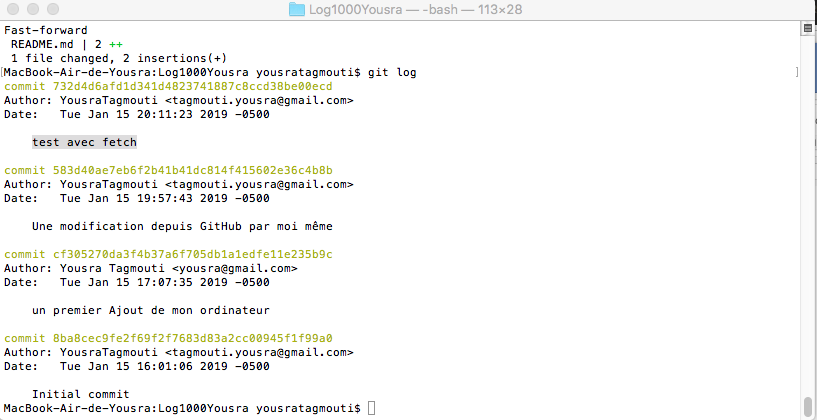 Log1000Yousra — -bash — 113×28
Fast-forward
README.md | 2 ++
1 file changed, 2 insertions(+)
[MacBook-Air-de-Yousra:Log1000Yousra yousratagmouti$ git log ]
commit 732d4d6afd1d341d4823741887c8ccd38be00ecd
Author: YousraTagmouti <tagmouti.yousra@gmail.com>
Date:   Tue Jan 15 20:11:23 2019 -0500
test avec fetch
commit 583d40ae7eb6f2b41b41dc814f415602e36c4b8b
Author: YousraTagmouti <tagmouti.yousra@gmail.com>
Date:   Tue Jan 15 19:57:43 2019 -0500
Une modification depuis GitHub par moi même
commit cf305270da3f4b37a6f705db1a1edfe11e235b9c
Author: Yousra Tagmouti <yousra@gmail.com>
Date:   Tue Jan 15 17:07:35 2019 -0500
un premier Ajout de mon ordinateur
commit 8ba8cec9fe2f69f2f7683d83a2cc00945f1f99a0
Author: YousraTagmouti <tagmouti.yousra@gmail.com>
Date:   Tue Jan 15 16:01:06 2019 -0500
Initial commit
MacBook-Air-de-Yousra:Log1000Yousra yousratagmouti$